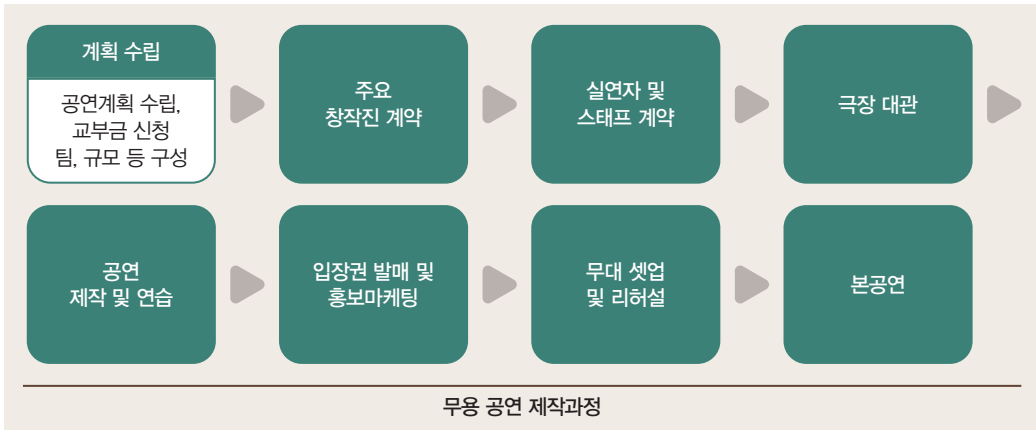 계획 수립
공연계획 수립,
교부금 신청
팀, 규모 등 구성
주요
창작진 계약
실연자 및
스태프 계약
극장 대관
공연
제작 및 연습
입장권 발매 및
홍보마케팅
무대 셋업
및 리허설
본공연
무용 공연 제작과정